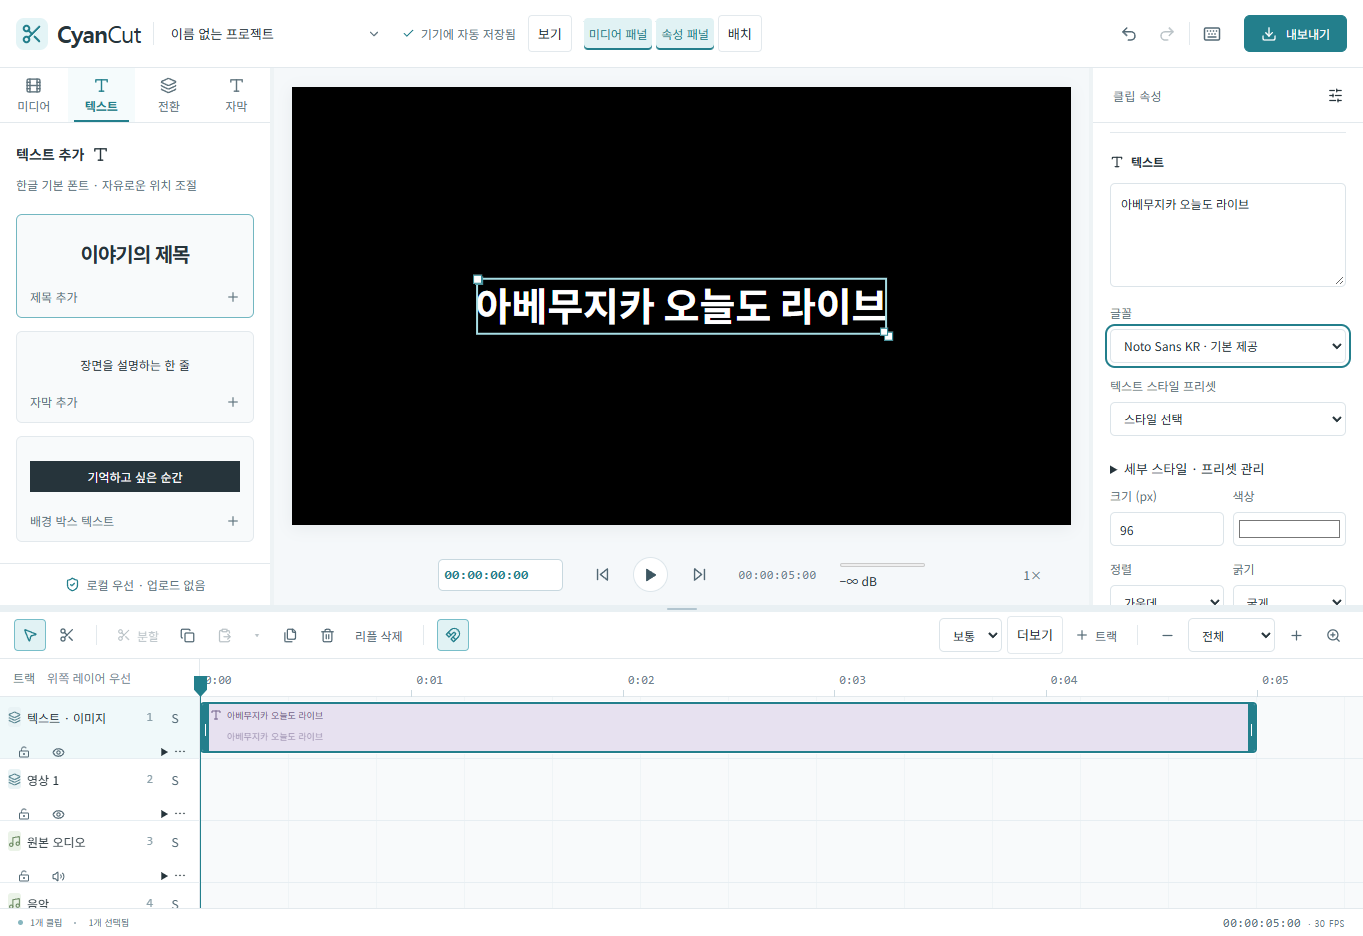 CyanCut
이름 없는 프로젝트
기기에 자동 저장됨
보기
미디어 패널
속성 패널
배치
내보내기
미디어
텍스트
전환
자막
텍스트 추가
한글 기본 폰트 · 자유로운 위치 조절
이야기의 제목
제목 추가
장면을 설명하는 한 줄
자막 추가
기억하고 싶은 순간
배경 박스 텍스트
로컬 우선 · 업로드 없음
아베무지카 오늘도 라이브
00:00:00:00
00:00:05:00
−∞ dB
1×
클립 속성
텍스트
아베무지카 오늘도 라이브
글꼴
Noto Sans KR · 기본 제공
텍스트 스타일 프리셋
스타일 선택
세부 스타일 · 프리셋 관리
크기 (px)
색상
96
정렬
굵기
가운데
굵게
분할
리플 삭제
보통
더보기
트랙
전체
트랙
위쪽 레이어 우선
0:00
0:01
0:02
0:03
0:04
0:05
텍스트 · 이미지
1
S
아베무지카 오늘도 라이브
아베무지카 오늘도 라이브
영상 1
2
S
원본 오디오
3
S
음악
4
S
1개 클립 · 1개 선택됨
00:00:05:00 · 30 FPS